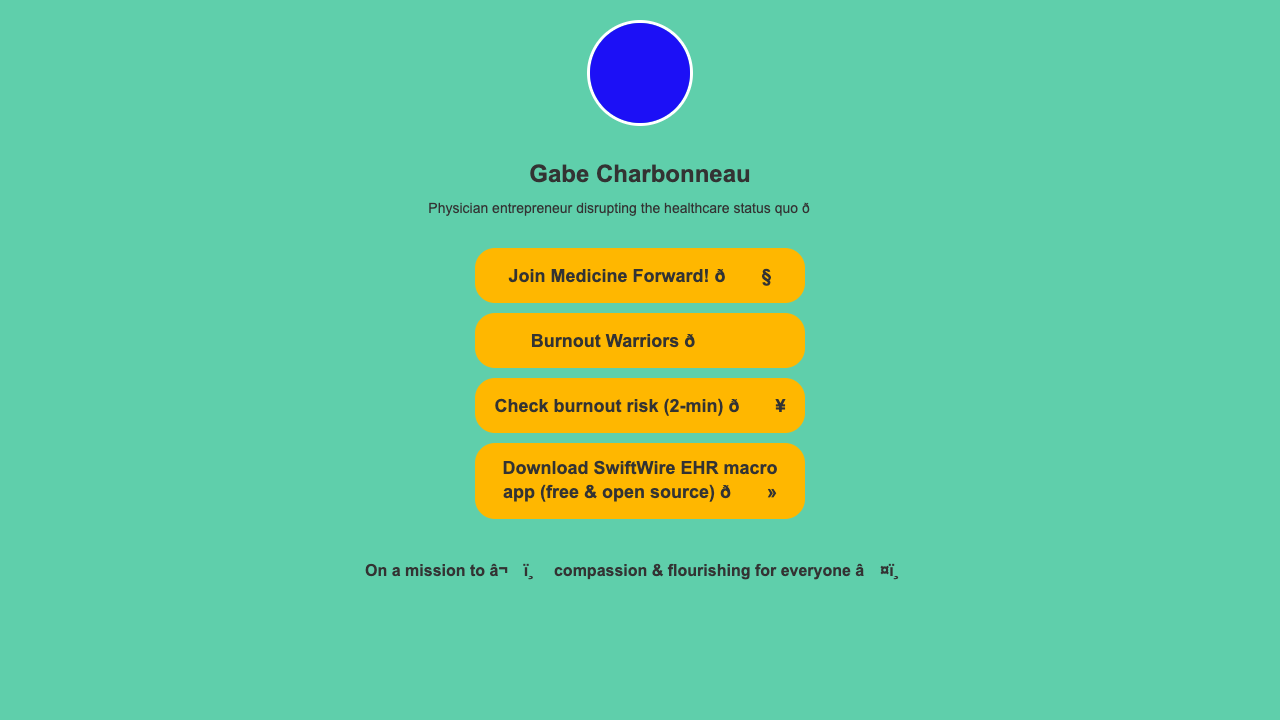 Gabe Charbonneau
Physician entrepreneur disrupting the healthcare status quo ð
Join Medicine Forward! ð §
Burnout Warriors ð
Check burnout risk (2-min) ð ¥
Download SwiftWire EHR macro
app (free & open source) ð »
On a mission to â¬ ï¸ compassion & flourishing for everyone â ¤ï¸